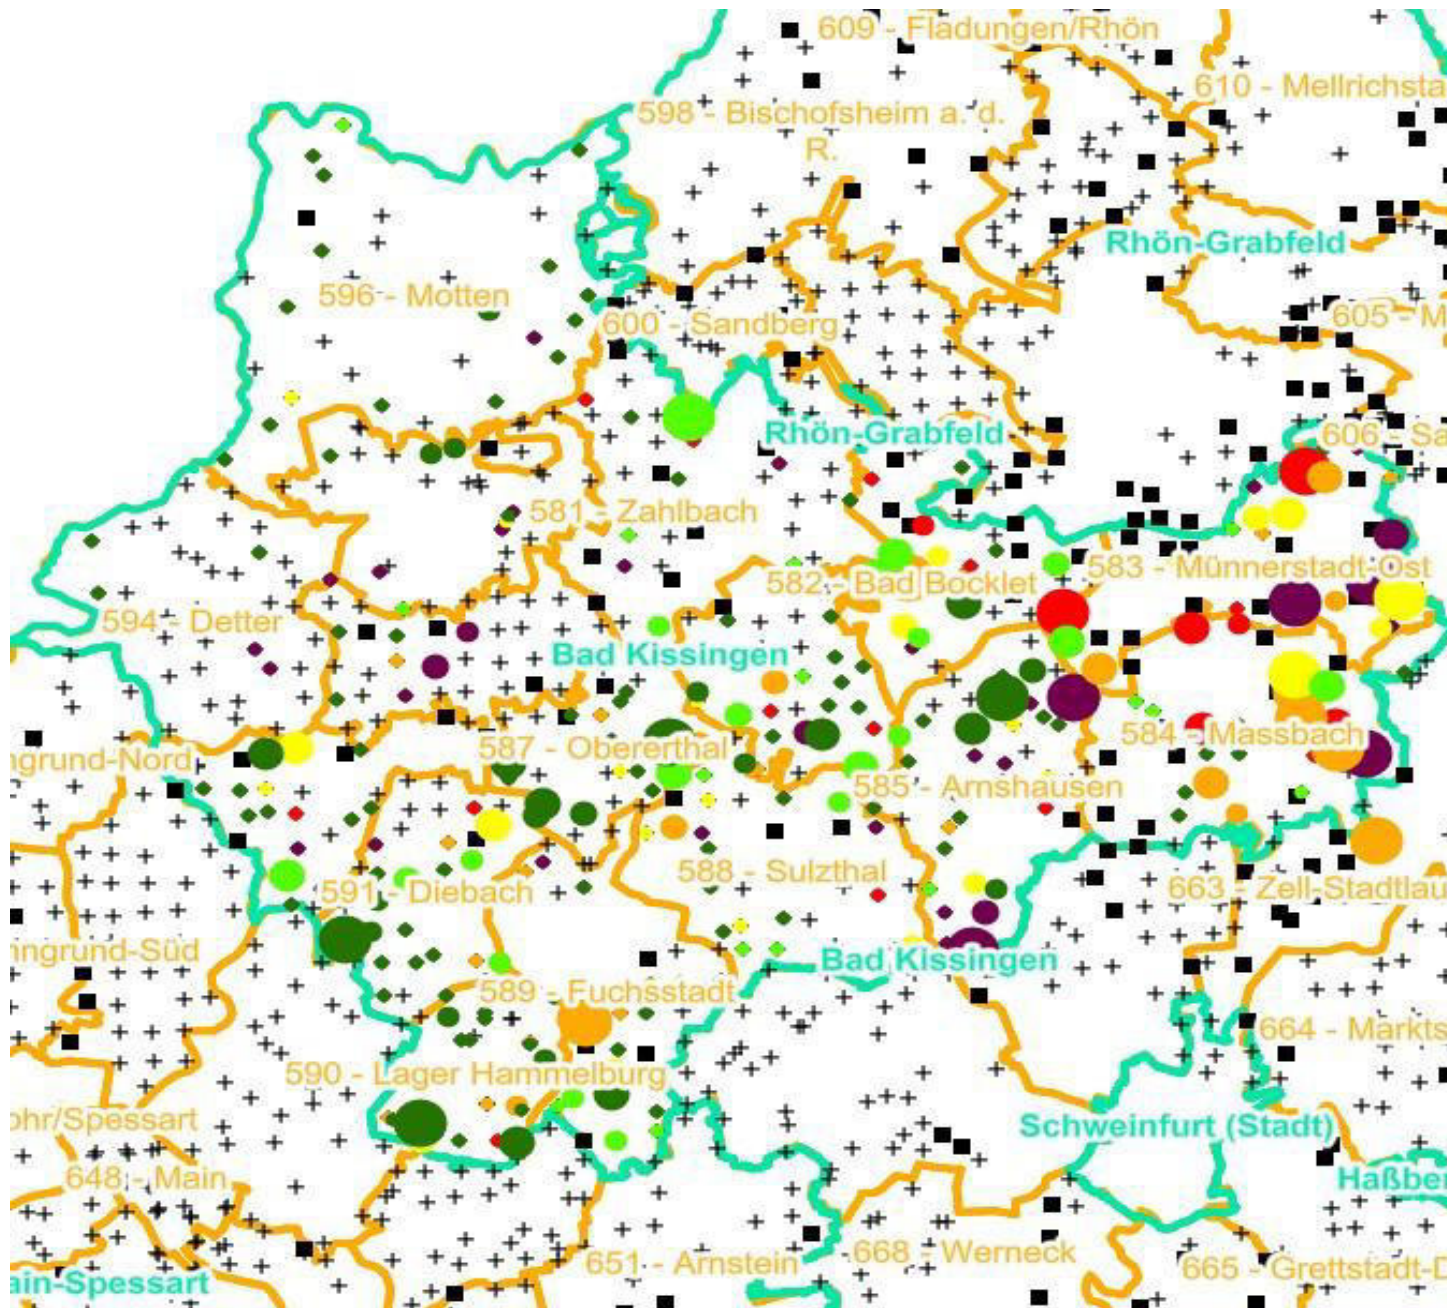 609 - Fladungen/Rhön
610 - Mellrichsta
598 - Bischofsheim a. d.
R.
Rhön-Grabfeld
596 - Motten
600 - Sandberg
605 - M
Rhön-Grabfeld
606 - Sa
581 - Zahlbach
582 - Bad Bocklet
583 - Münnerstadt-Ost
594 - Detter
Bad Kissingen
584 - Massbach
587 - Obererthal
ngrund-Nord
585 - Arnshausen
588 - Sulzthal
591 - Diebach
663 - Zell-Stadtlau
nngrund-Süd
Bad Kissingen
589 - Fuchsstadt
664 - Markts
590 - Lager Hammelburg
ohr/Spessart
Schweinfurt (Stadt)
648 - Main
Haßber
668 - Werneck
651 - Arnstein
665 - Grettstadt-D
ain-Spessart